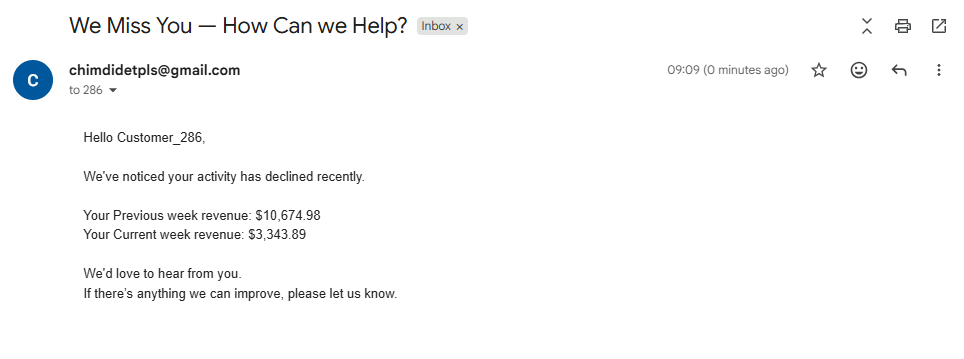 We Miss You — How Can we Help? Inbox ×
C
chimdidetpls@gmail.com
09:09 (0 minutes ago)
to 286
Hello Customer_286,
We've noticed your activity has declined recently.
Your Previous week revenue: $10,674.98
Your Current week revenue: $3,343.89
We'd love to hear from you.
If there's anything we can improve, please let us know.